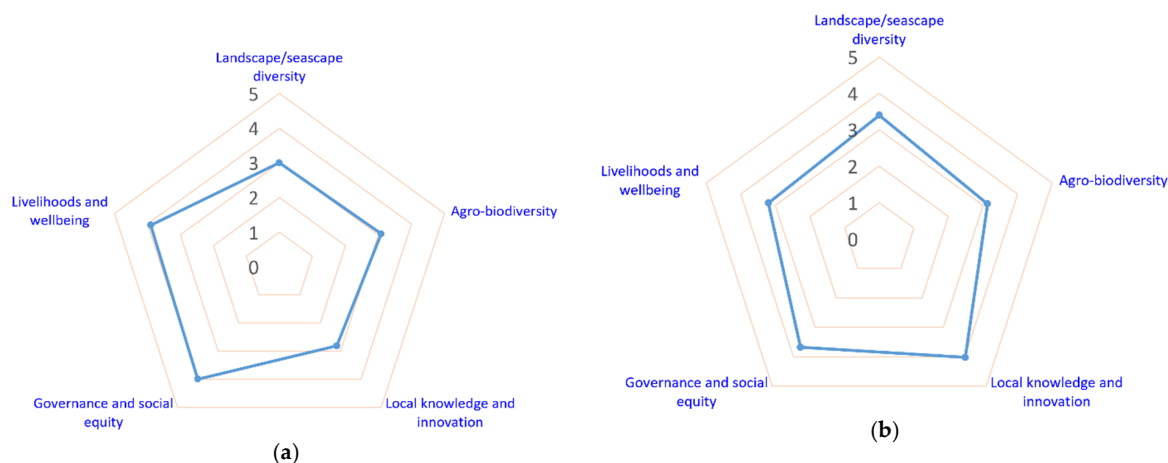 Landscape/seascape
diversity
5
4
3
2
1
0
Livelihoods and
wellbeing
Agro-biodiversity
Governance and social
equity
Local knowledge and
innovation
(a)
Landscape/seascape
diversity
5
4
3
2
1
0
Livelihoods and
wellbeing
Agro-biodiversity
Governance and social
equity
Local knowledge and
innovation
(b)